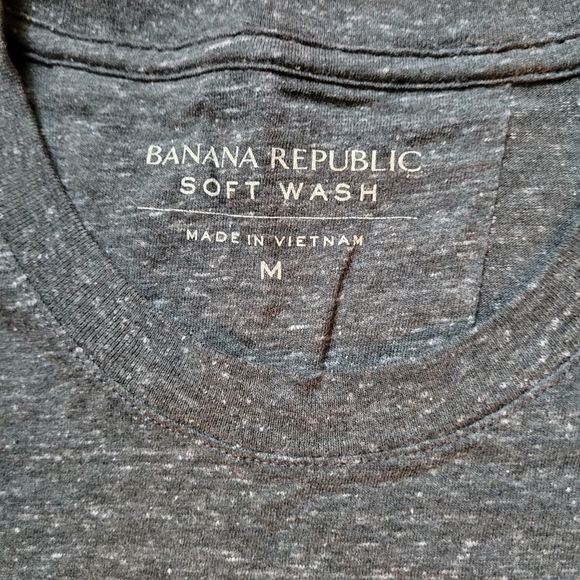 BANANA REPUBLIC
SOFT WASH
MADE IN VIETNAM
M